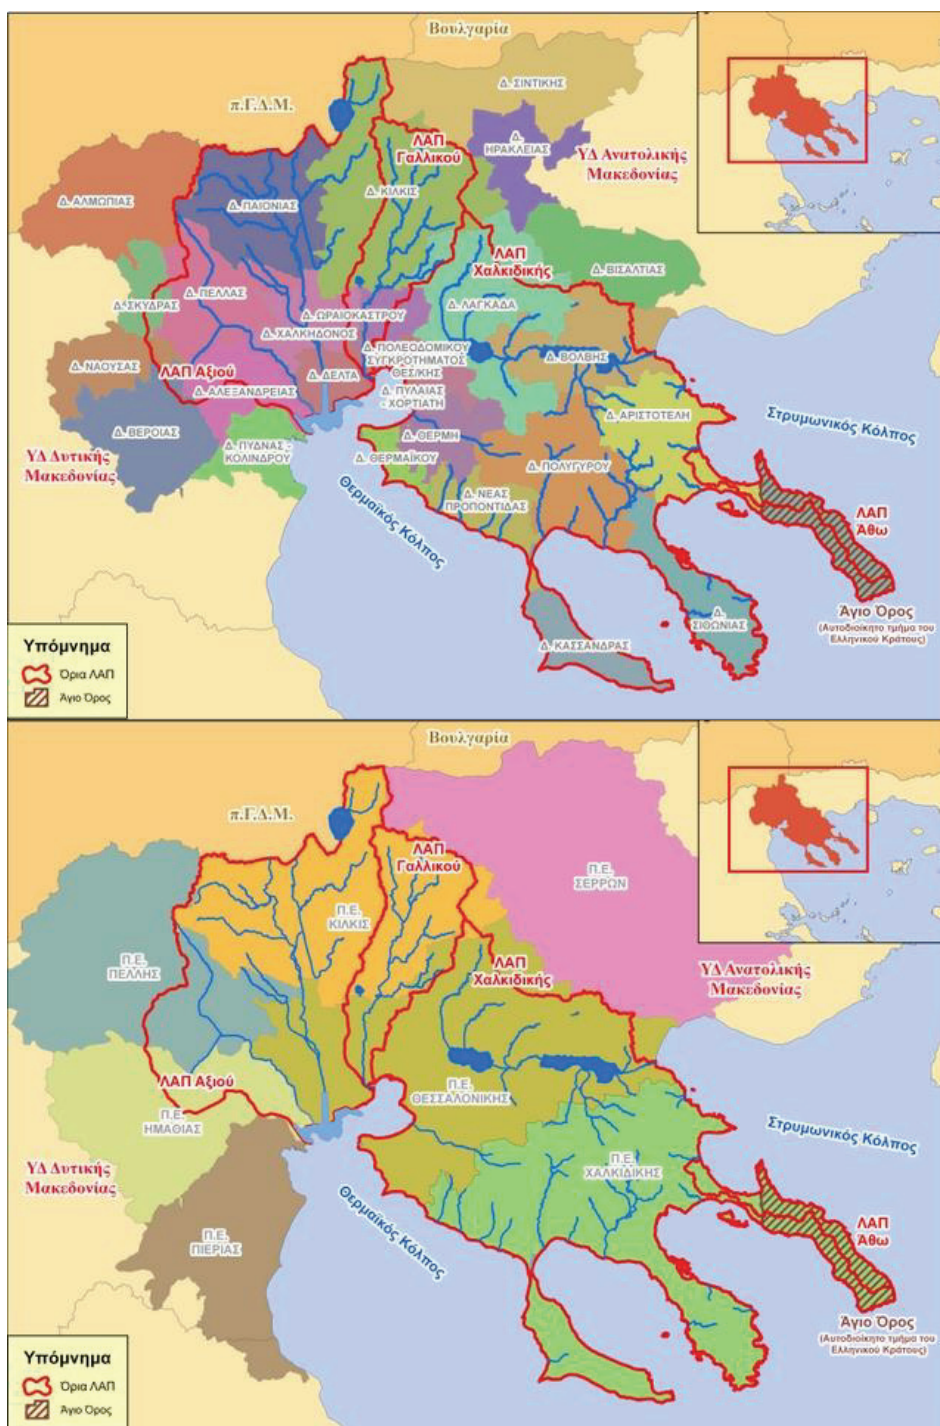 Βουλγαρία
π.Γ.Δ.Μ.
Δ. ΣΙΝΤΙΚΗΣ
ΛΑΠ
Γαλλικού
Δ.
ΗΡΑΚΛΕΙΑΣ
ΥΔ Ανατολικής
Μακεδονίας
Δ. ΑΛΜΩΠΙΑΣ
Δ. ΠΑΙΟΝΙΑΣ
Δ. ΚΙΛΚΙΣ
ΛΑΠ
Χαλκιδικής
Δ. ΒΙΣΑΛΤΙΑΣ
Δ. ΣΚΥΔΡΑΣ
Δ. ΠΕΛΛΑΣ
Δ. ΛΑΓΚΑΔΑ
Δ. ΩΡΑΙΟΚΑΣΤΡΟΥ
Δ. ΧΑΛΚΗΔΟΝΟΣ
Δ. ΠΟΛΕΟΔΟΜΙΚΟΥ
ΣΥΓΚΡΟΤΗΜΑΤΟΣ
ΘΕΣ/ΚΗΣ
Δ. ΒΟΛΒΗΣ
Δ. ΝΑΟΥΣΑΣ
ΛΑΠ Αξιού
Δ. ΔΕΛΤΑ
Δ. ΑΛΕΞΑΝΔΡΕΙΑΣ
Δ. ΠΥΛΑΙΑΣ
- ΧΟΡΤΙΑΤΗ
Δ. ΑΡΙΣΤΟΤΕΛΗ
Στρυμωνικός Κόλπος
Δ. ΒΕΡΟΙΑΣ
Δ. ΠΥΔΝΑΣ -
ΚΟΛΙΝΔΡΟΥ
Δ. ΘΕΡΜΗ
Δ. ΘΕΡΜΑΪΚΟΥ
Δ. ΠΟΛΥΓΥΡΟΥ
ΥΔ Δυτικής
Μακεδονίας
Θερμαϊκός Κόλπος
Δ. ΝΕΑΣ
ΠΡΟΠΟΝΤΙΔΑΣ
ΛΑΠ
Άθω
Άγιο Όρος
(Αυτοδιοίκητο τμήμα του
Ελληνικού Κράτους)
Δ.
ΣΙΘΩΝΙΑΣ
Δ. ΚΑΣΣΑΝΔΡΑΣ
Υπόμνημα
Όρια ΛΑΠ
Άγιο Όρος
Βουλγαρία
π.Γ.Δ.Μ.
ΛΑΠ
Γαλλικού
Π.Ε.
ΣΕΡΡΩΝ
Π.Ε.
ΚΙΛΚΙΣ
Π.Ε.
ΠΕΛΛΗΣ
ΛΑΠ
Χαλκιδικής
ΥΔ Ανατολικής
Μακεδονίας
ΛΑΠ Αξιού
Π.Ε.
ΘΕΣΣΑΛΟΝΙΚΗΣ
Π.Ε.
ΗΜΑΘΙΑΣ
Στρυμωνικός Κόλπος
ΥΔ Δυτικής
Μακεδονίας
Π.Ε.
ΧΑΛΚΙΔΙΚΗΣ
Θερμαϊκός Κόλπος
Π.Ε.
ΠΙΕΡΙΑΣ
ΛΑΠ
Άθω
Άγιο Όρος
(Αυτοδιοίκητο τμήμα του
Ελληνικού Κράτους)
Υπόμνημα
Όρια ΛΑΠ
Άγιο Όρος